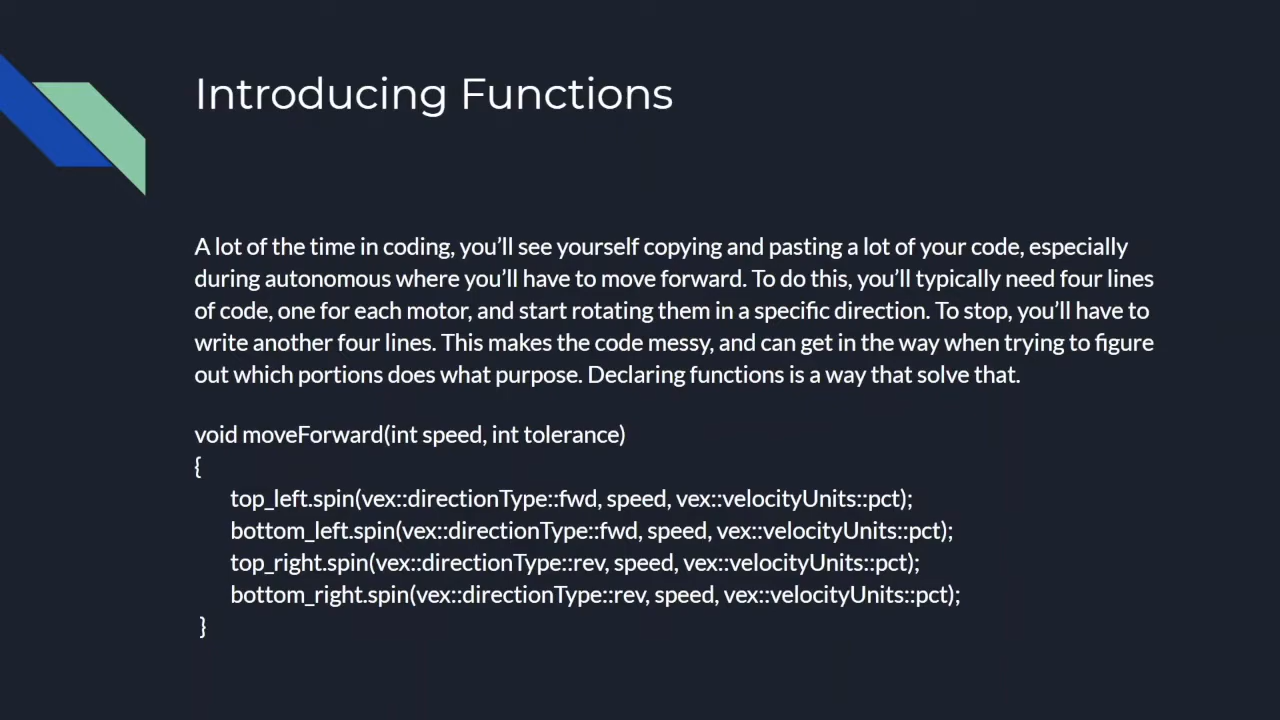 Introducing Functions
A lot of the time in coding, you’ll see yourself copying and pasting a lot of your code, especially
during autonomous where you’ll have to move forward. To do this, you’ll typically need four lines
of code, one for each motor, and start rotating them in a specific direction. To stop, you’ll have to
write another four lines. This makes the code messy, and can get in the way when trying to figure
out which portions does what purpose. Declaring functions is a way that solve that.
void moveForward(int speed, int tolerance)
{
top_left.spin(vex::directionType::fwd, speed, vex::velocityUnits::pct);
bottom_left.spin(vex::directionType::fwd, speed, vex::velocityUnits::pct);
top_right.spin(vex::directionType::rev, speed, vex::velocityUnits::pct);
bottom_right.spin(vex::directionType::rev, speed, vex::velocityUnits::pct);
}